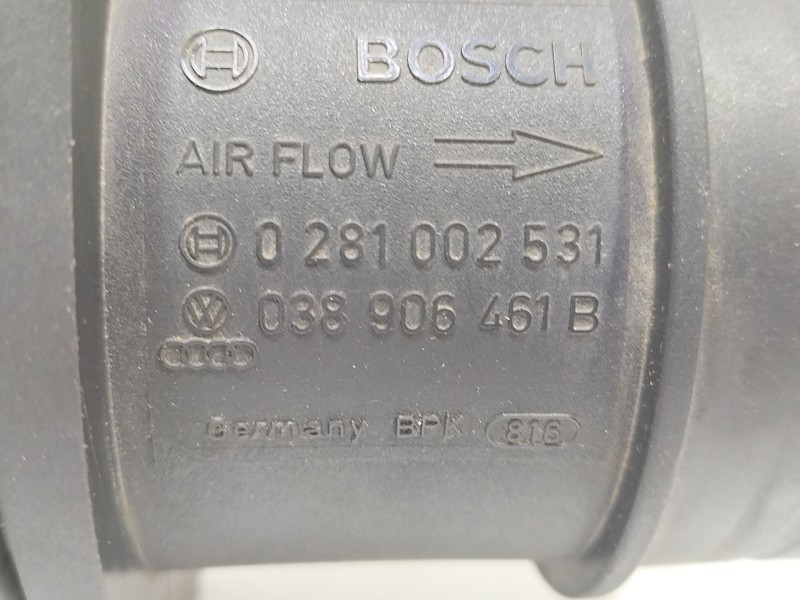 BOSCH
AIR FLOW
0 281 002 531
038 906 461 B
Germany BPK 816